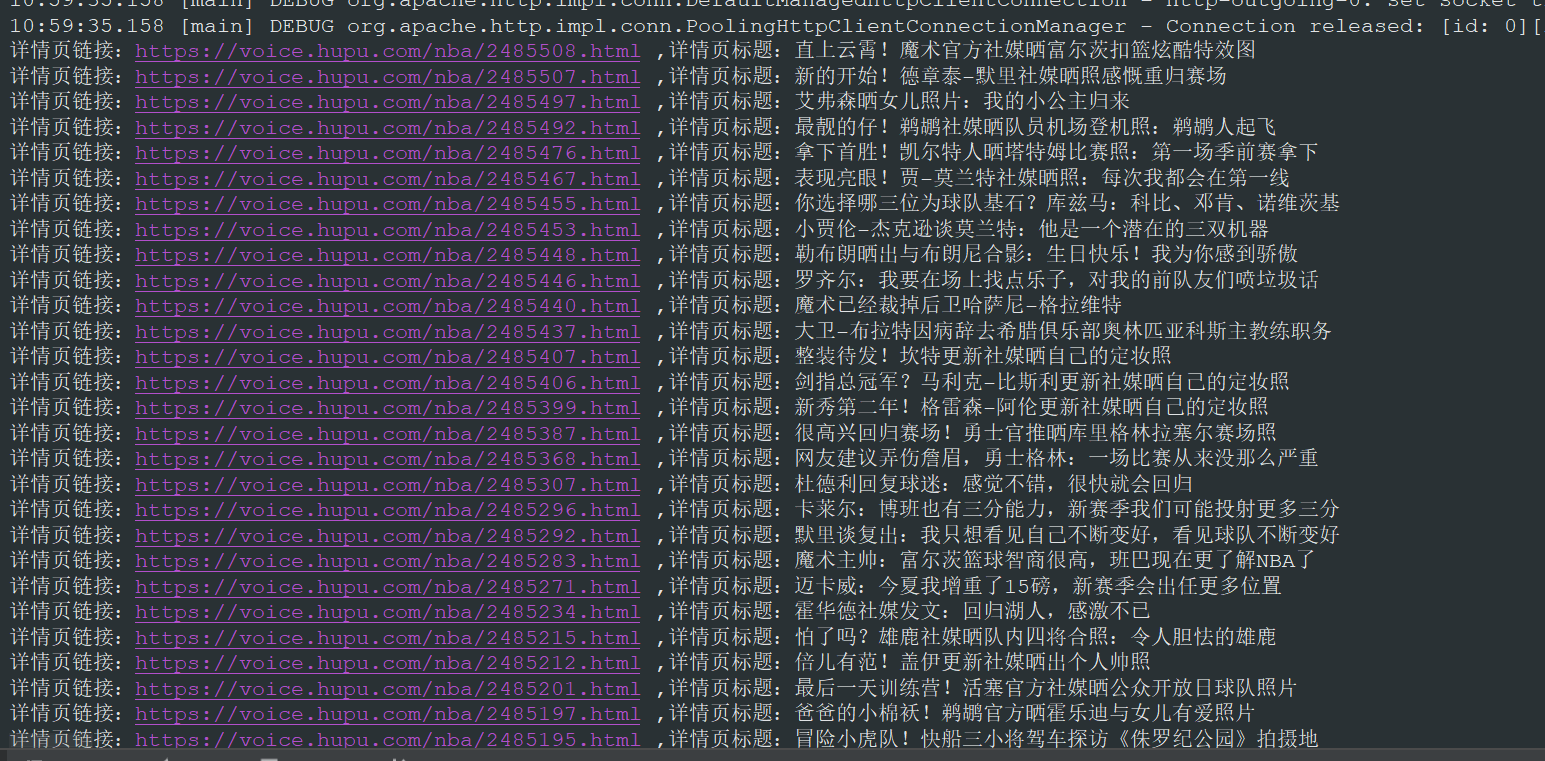 10:59:35.158 [main] DEBUG org.apache.http.impl.conn.DefaultManagedHttpClientConnection - http-outgoing-0: set socket t
10:59:35.158 [main] DEBUG org.apache.http.impl.conn.PoolingHttpClientConnectionManager - Connection released: [id: 0][
详情页链接：https://voice.hupu.com/nba/2485508.html ,详情页标题：直上云霄！魔术官方社媒晒富尔茨扣篮炫酷特效图
详情页链接：https://voice.hupu.com/nba/2485507.html ,详情页标题：新的开始！德章泰-默里社媒晒照感慨重归赛场
详情页链接：https://voice.hupu.com/nba/2485497.html ,详情页标题：艾弗森晒女儿照片：我的小公主归来
详情页链接：https://voice.hupu.com/nba/2485492.html ,详情页标题：最靓的仔！鹈鹕社媒晒队员机场登机照：鹈鹕人起飞
详情页链接：https://voice.hupu.com/nba/2485476.html ,详情页标题：拿下首胜！凯尔特人晒塔特姆比赛照：第一场季前赛拿下
详情页链接：https://voice.hupu.com/nba/2485467.html ,详情页标题：表现亮眼！贾-莫兰特社媒晒照：每次我都会在第一线
详情页链接：https://voice.hupu.com/nba/2485455.html ,详情页标题：你选择哪三位为球队基石？库兹马：科比、邓肯、诺维茨基
详情页链接：https://voice.hupu.com/nba/2485453.html ,详情页标题：小贾伦-杰克逊谈莫兰特：他是一个潜在的三双机器
详情页链接：https://voice.hupu.com/nba/2485448.html ,详情页标题：勒布朗晒出与布朗尼合影：生日快乐！我为你感到骄傲
详情页链接：https://voice.hupu.com/nba/2485446.html ,详情页标题：罗齐尔：我要在场上找点乐子，对我的前队友们喷垃圾话
详情页链接：https://voice.hupu.com/nba/2485440.html ,详情页标题：魔术已经裁掉后卫哈萨尼-格拉维特
详情页链接：https://voice.hupu.com/nba/2485437.html ,详情页标题：大卫-布拉特因病辞去希腊俱乐部奥林匹亚科斯主教练职务
详情页链接：https://voice.hupu.com/nba/2485407.html ,详情页标题：整装待发！坎特更新社媒晒自己的定妆照
详情页链接：https://voice.hupu.com/nba/2485406.html ,详情页标题：剑指总冠军？马利克-比斯利更新社媒晒自己的定妆照
详情页链接：https://voice.hupu.com/nba/2485399.html ,详情页标题：新秀第二年！格雷森-阿伦更新社媒晒自己的定妆照
详情页链接：https://voice.hupu.com/nba/2485387.html ,详情页标题：很高兴回归赛场！勇士官推晒库里格林拉塞尔赛场照
详情页链接：https://voice.hupu.com/nba/2485368.html ,详情页标题：网友建议弄伤詹眉，勇士格林：一场比赛从来没那么严重
详情页链接：https://voice.hupu.com/nba/2485307.html ,详情页标题：杜德利回复球迷：感觉不错，很快就会回归
详情页链接：https://voice.hupu.com/nba/2485296.html ,详情页标题：卡莱尔：博班也有三分能力，新赛季我们可能投射更多三分
详情页链接：https://voice.hupu.com/nba/2485292.html ,详情页标题：默里谈复出：我只想看见自己不断变好，看见球队不断变好
详情页链接：https://voice.hupu.com/nba/2485283.html ,详情页标题：魔术主帅：富尔茨篮球智商很高，班巴现在更了解NBA了
详情页链接：https://voice.hupu.com/nba/2485271.html ,详情页标题：迈卡威：今夏我增重了15磅，新赛季会出任更多位置
详情页链接：https://voice.hupu.com/nba/2485234.html ,详情页标题：霍华德社媒发文：回归湖人，感激不已
详情页链接：https://voice.hupu.com/nba/2485215.html ,详情页标题：怕了吗？雄鹿社媒晒队内四将合照：令人胆怯的雄鹿
详情页链接：https://voice.hupu.com/nba/2485212.html ,详情页标题：倍儿有范！盖伊更新社媒晒出个人帅照
详情页链接：https://voice.hupu.com/nba/2485201.html ,详情页标题：最后一天训练营！活塞官方社媒晒公众开放日球队照片
详情页链接：https://voice.hupu.com/nba/2485197.html ,详情页标题：爸爸的小棉袄！鹈鹕官方晒霍乐迪与女儿有爱照片
详情页链接：https://voice.hupu.com/nba/2485195.html ,详情页标题：冒险小虎队！快船三小将驾车探访《侏罗纪公园》拍摄地